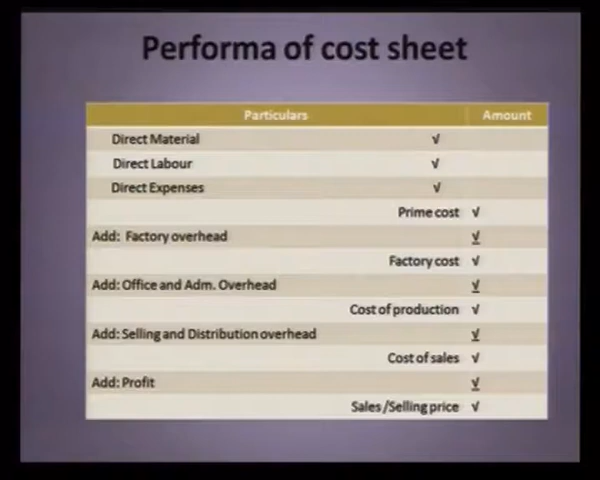 Performa of cost sheet
Particulars Amount
Direct Material √
Direct Labour √
Direct Expenses √
Prime cost √
Add: Factory overhead √
Factory cost √
Add: Office and Adm. Overhead √
Cost of production √
Add: Selling and Distribution overhead √
Cost of sales √
Add: Profit √
Sales /Selling price √